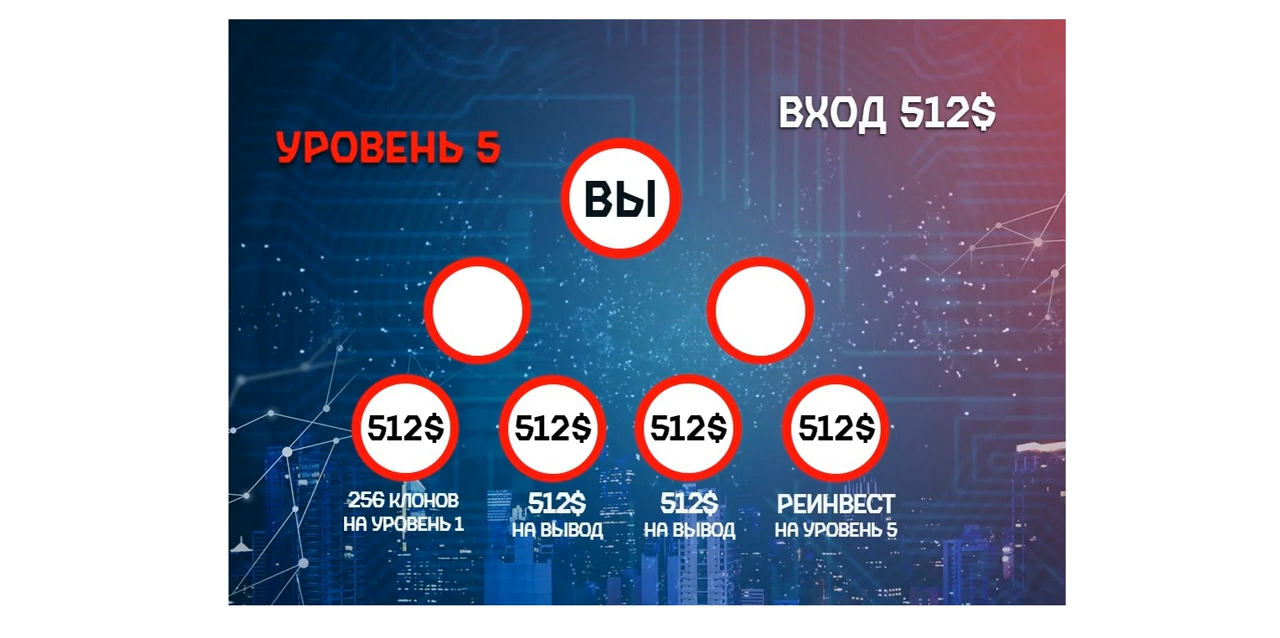 ВХОД 512$
УРОВЕНЬ 5
ВЫ
512$ 512$ 512$ 512$
256 КЛОНОВ
НА УРОВЕНЬ 1
512$
НА ВЫВОД
512$
НА ВЫВОД
РЕИНВЕСТ
НА УРОВЕНЬ 5